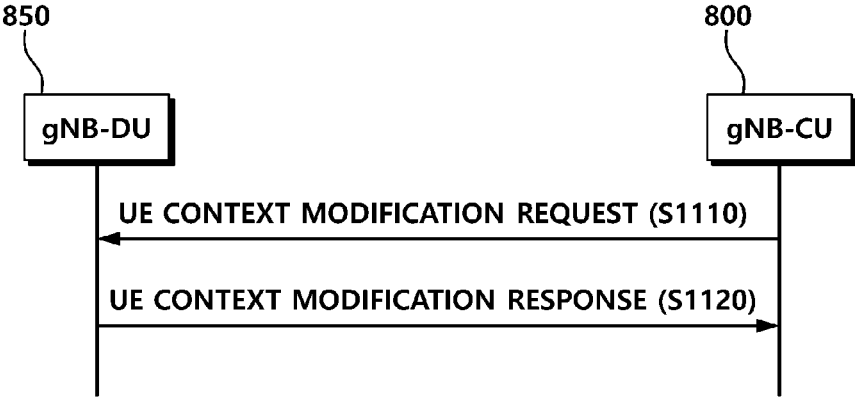 850
800
gNB-DU
gNB-CU
UE CONTEXT MODIFICATION REQUEST (S1110)
UE CONTEXT MODIFICATION RESPONSE (S1120)